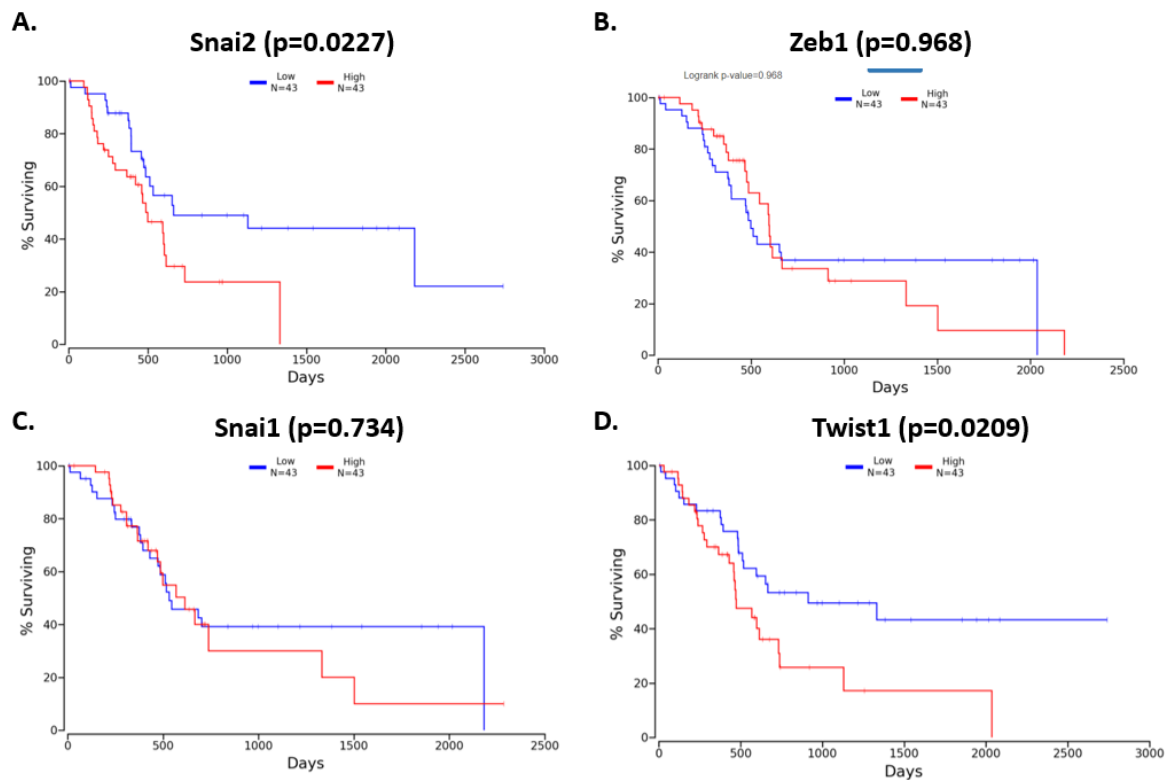 A.
Snai2 (p=0.0227)
Low
N=43
High
N=43
100
80
60
40
20
0
% Surviving
0 500 1000 1500 2000 2500 3000
Days
B.
Zeb1 (p=0.968)
Logrank p-value=0.968
Low
N=43
High
N=43
100
80
60
40
20
0
% Surviving
0 500 1000 1500 2000 2500
Days
C.
Snai1 (p=0.734)
Low
N=43
High
N=43
100
80
60
40
20
0
% Surviving
0 500 1000 1500 2000 2500
Days
D.
Twist1 (p=0.0209)
Low
N=43
High
N=43
100
80
60
40
20
0
% Surviving
0 500 1000 1500 2000 2500 3000
Days